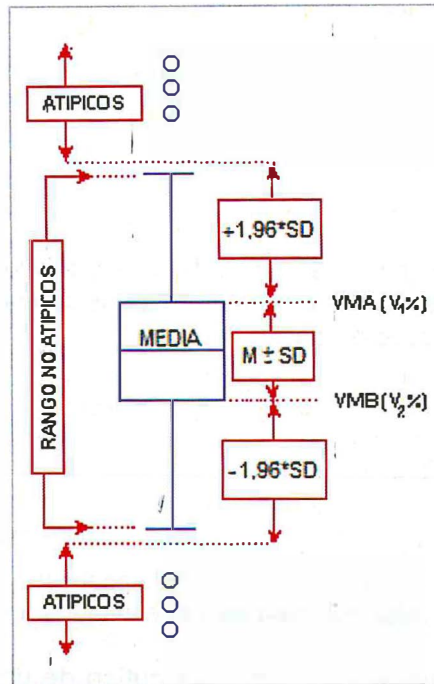 ATIPICOS
+1,96*SD
VMA (V₁%)
MEDIA
M ± SD
RANGO NO ATIPICOS
VMB (V₂%)
-1,96*SD
ATIPICOS